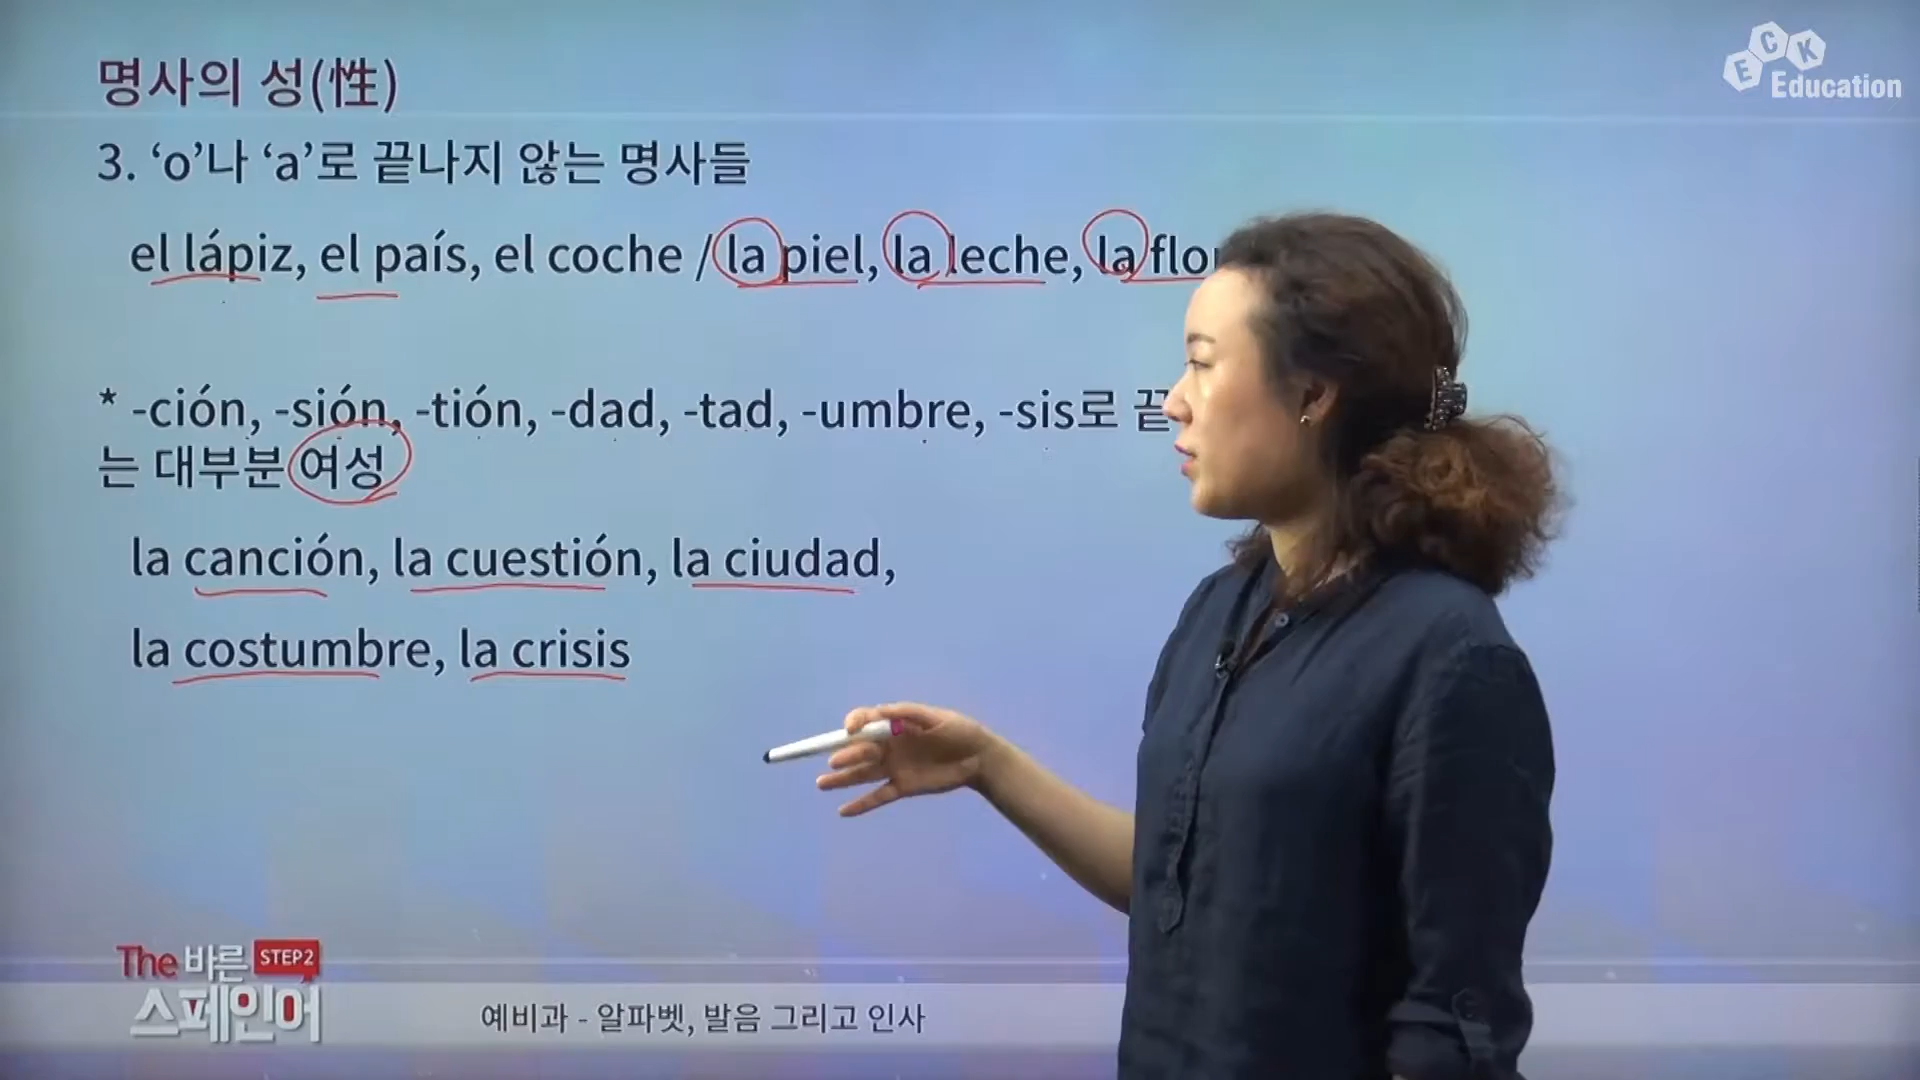 ECK Education
명사의 성(性)
3. ‘o’나 ‘a’로 끝나지 않는 명사들
el lápiz, el país, el coche / la piel, la leche, la
* -ción, -sión, -tión, -dad, -tad, -umbre, -sis로
는 대부분 여성
la canción, la cuestión, la ciudad,
la costumbre, la crisis
The 바른 STEP2
스페인어
예비과 - 알파벳, 발음 그리고 인사